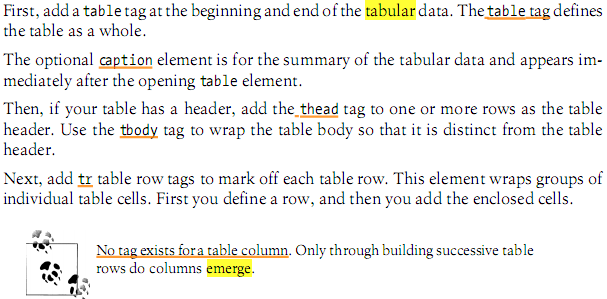 First, add a table tag at the beginning and end of the tabular data. The table tag defines
the table as a whole.
The optional caption element is for the summary of the tabular data and appears im-
mediately after the opening table element.
Then, if your table has a header, add the thead tag to one or more rows as the table
header. Use the tbody tag to wrap the table body so that it is distinct from the table
header.
Next, add tr table row tags to mark off each table row. This element wraps groups of
individual table cells. First you define a row, and then you add the enclosed cells.
No tag exists for a table column. Only through building successive table
rows do columns emerge.